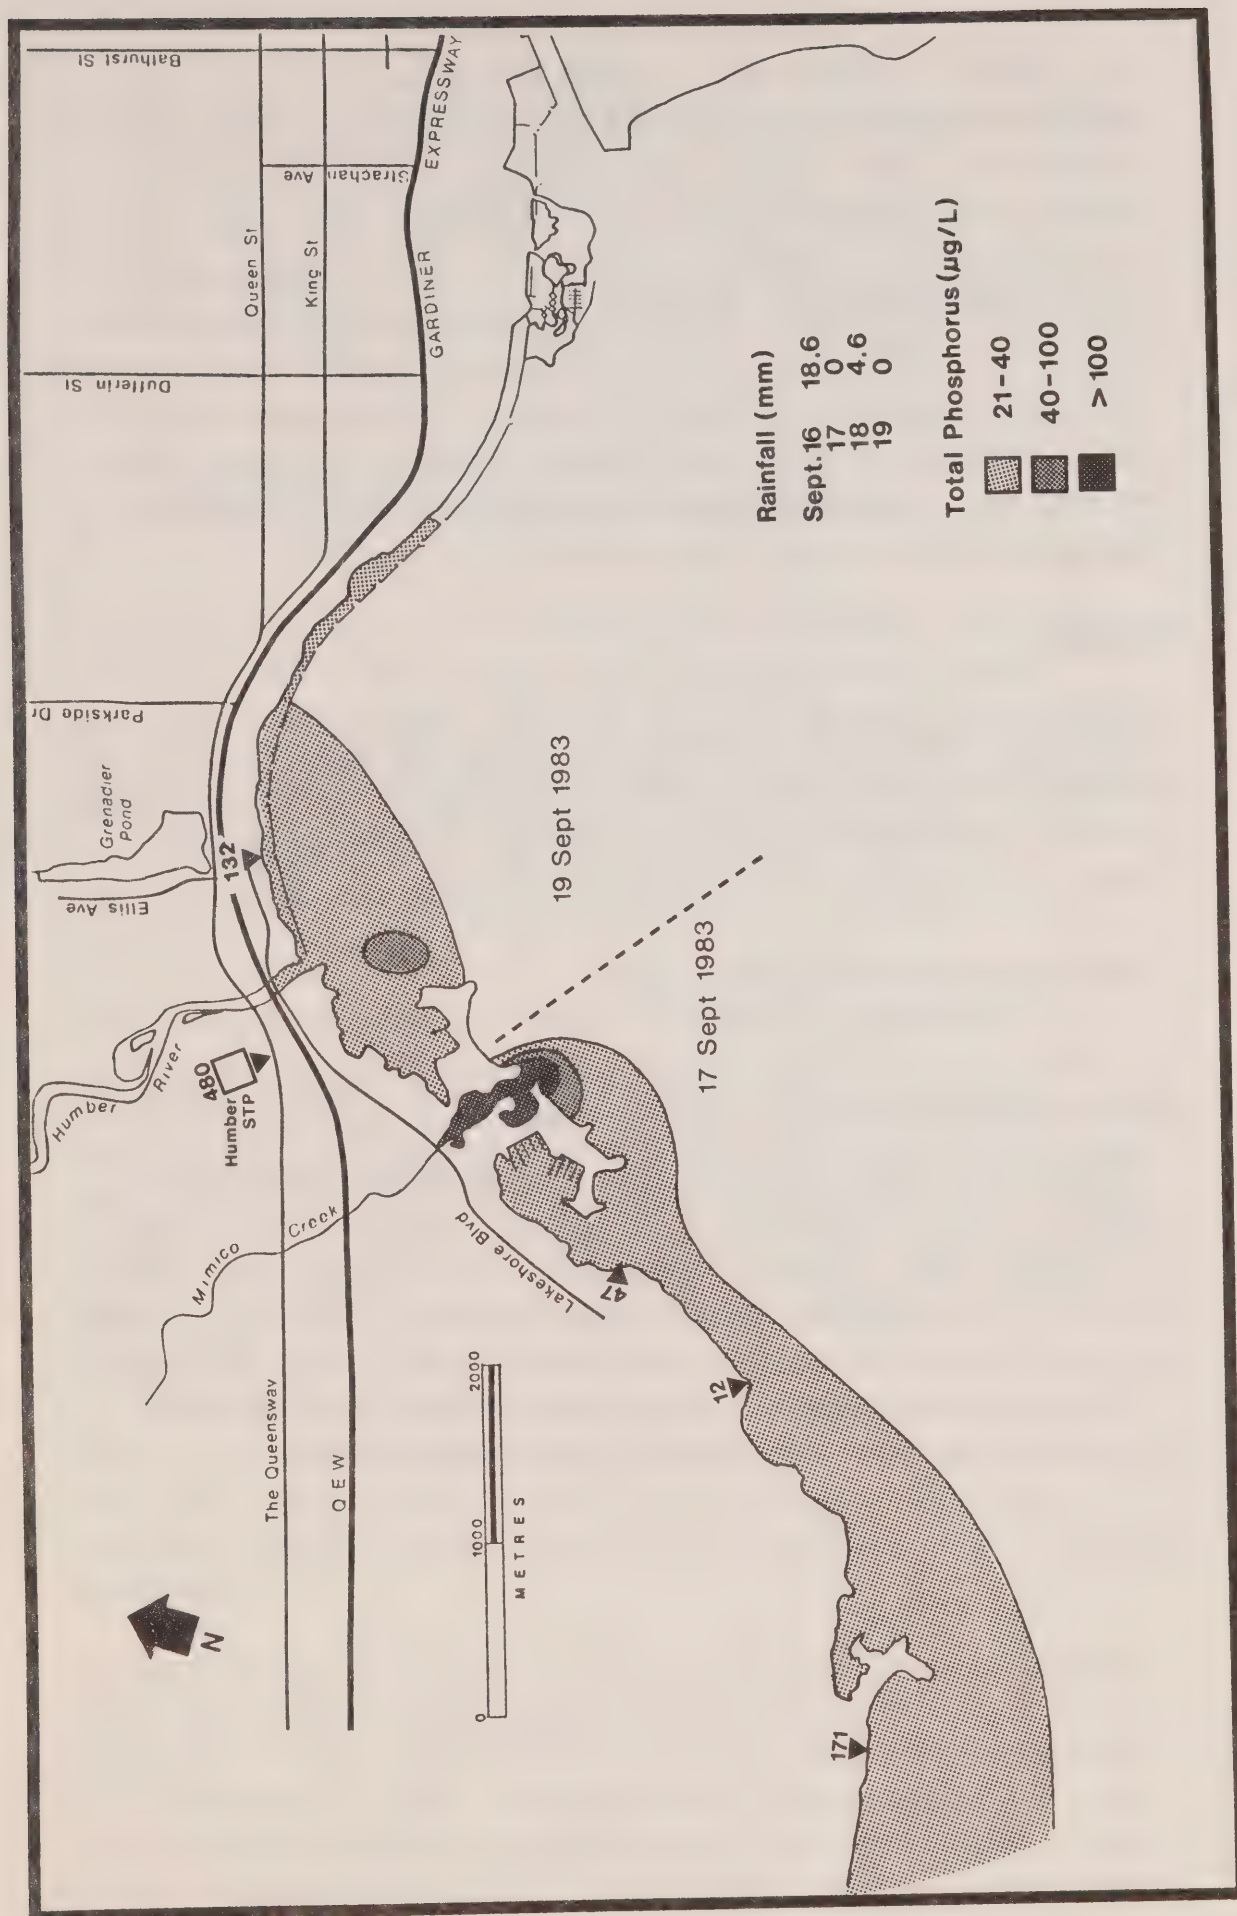 Bathurst St
Strachan Ave
Dufferin St
Parkside Dr
Ellis Ave
Queen St
King St
GARDINER EXPRESSWAY
Grenadier
Pond
132
Humber River
480
Humber
STP
Mimico Creek
The Queensway
QEW
Lakeshore Blvd
47
12
171
19 Sept 1983
17 Sept 1983
0 1000 2000
METRES
N
Rainfall (mm)
Sept. 16 18.6
17 0
18 4.6
19 0
Total Phosphorus (µg/L)
21-40
40-100
>100